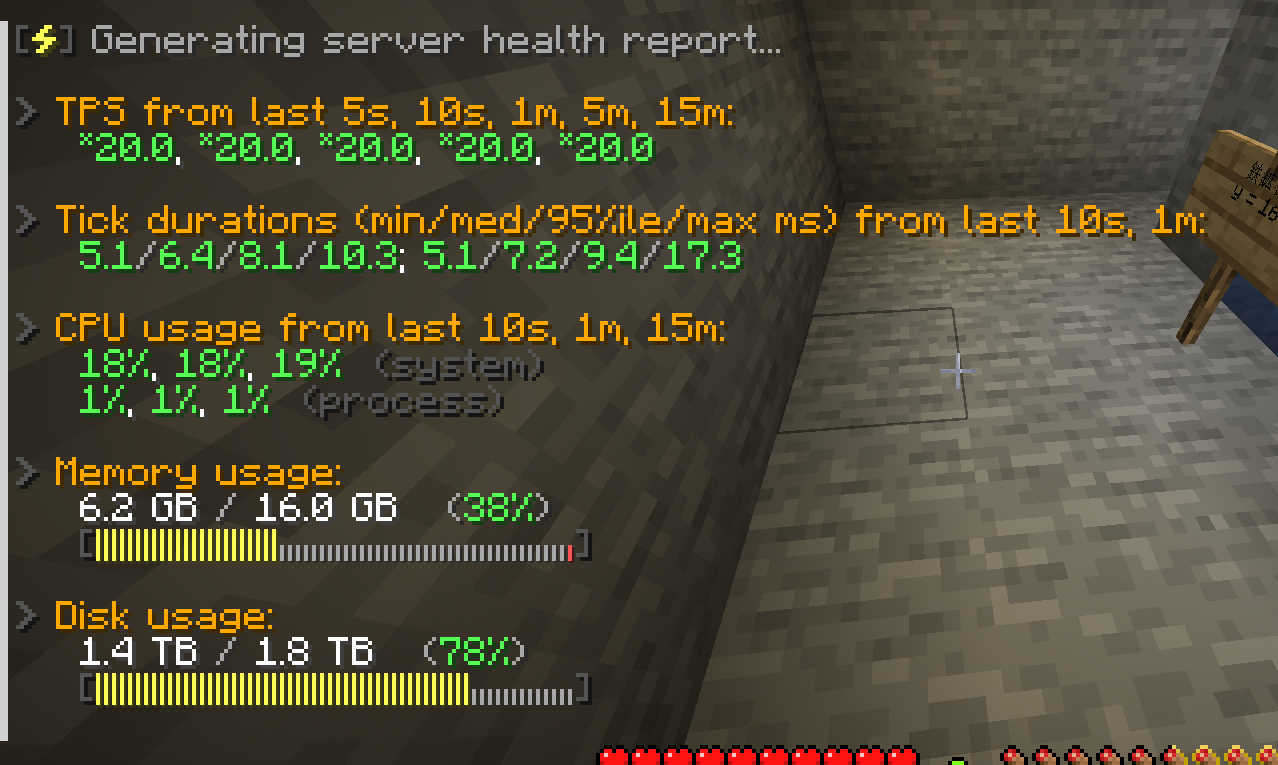 [⚡] Generating server health report...
> TPS from last 5s, 10s, 1m, 5m, 15m:
*20.0, *20.0, *20.0, *20.0, *20.0
> Tick durations (min/med/95%ile/max ms) from last 10s, 1m:
5.1/6.4/8.1/10.3; 5.1/7.2/9.4/17.3
> CPU usage from last 10s, 1m, 15m:
18%, 18%, 19% (system)
1%, 1%, 1% (process)
> Memory usage:
6.2 GB / 16.0 GB (38%)
> Disk usage:
1.4 TB / 1.8 TB (78%)